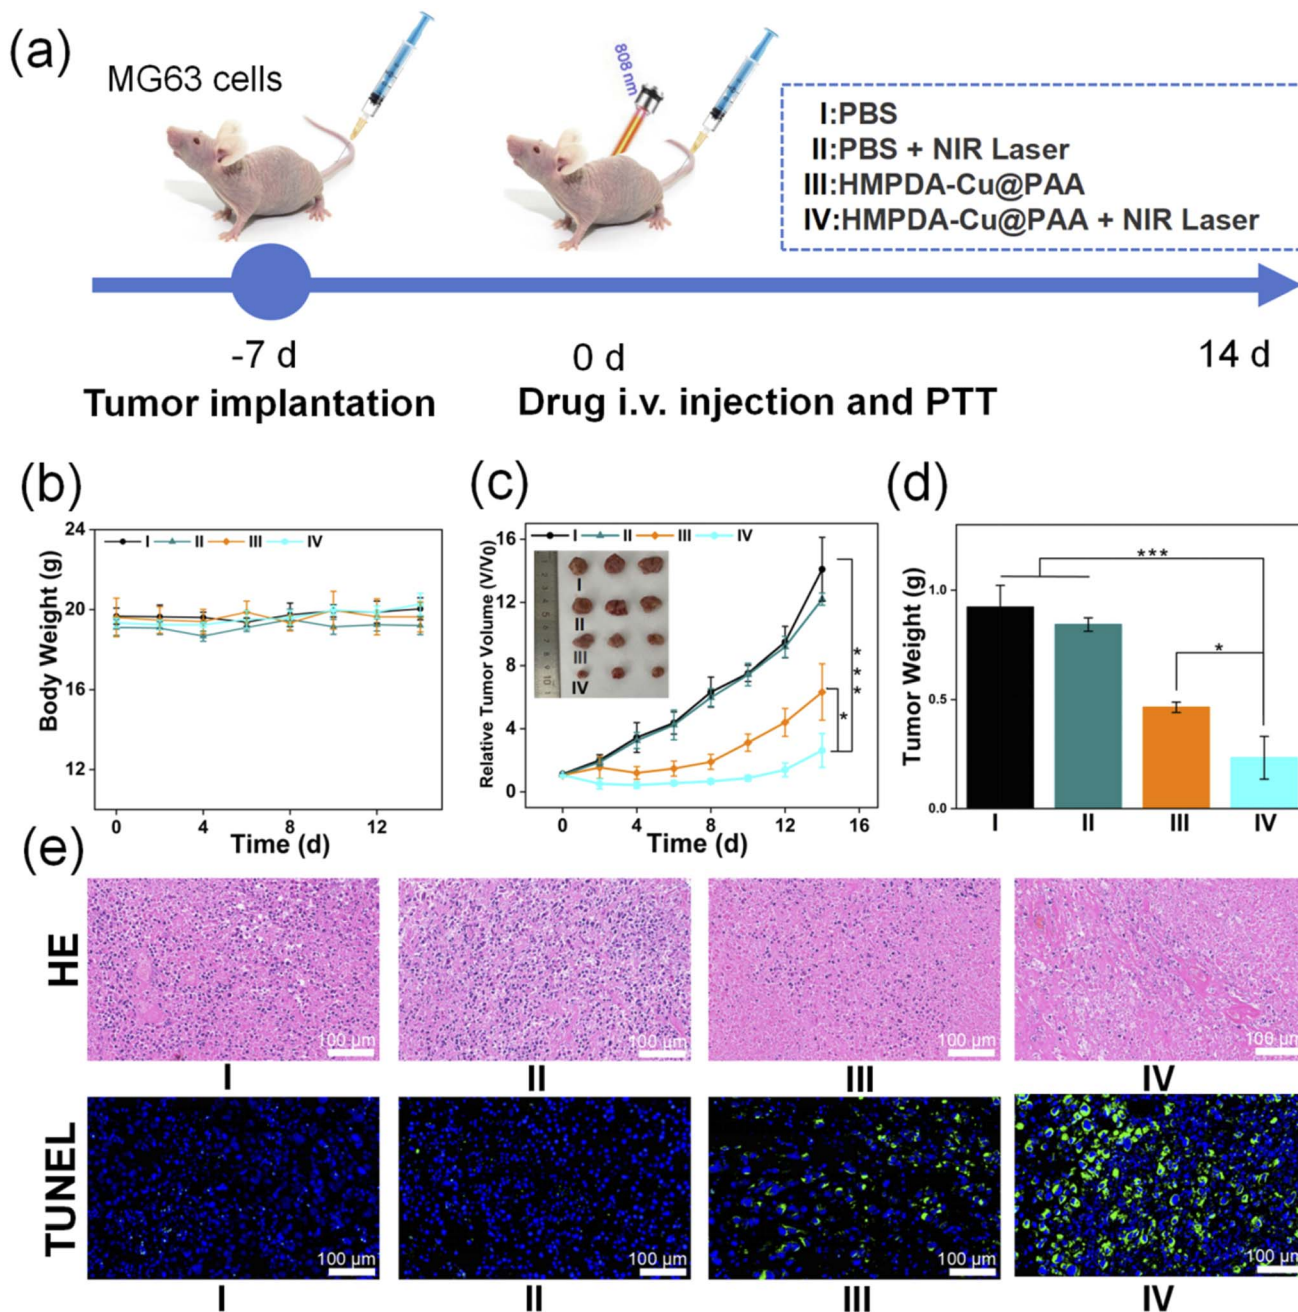 (a)
MG63 cells
808 nm
I:PBS
II:PBS + NIR Laser
III:HMPDA-Cu@PAA
IV:HMPDA-Cu@PAA + NIR Laser
-7 d
0 d
14 d
Tumor implantation
Drug i.v. injection and PTT
(b)
Body Weight (g)
24
20
16
12
I II III IV
0 4 8 12
Time (d)
(c)
Relative Tumor Volume (V/V0)
16
12
8
4
0
I II III IV
I
II
III
IV
***
*
0 4 8 12 16
Time (d)
(d)
Tumor Weight (g)
1.0
0.5
0.0
***
*
I II III IV
(e)
HE
100 μm 100 μm 100 μm 100 μm
I II III IV
TUNEL
100 μm 100 μm 100 μm 100 μm
I II III IV